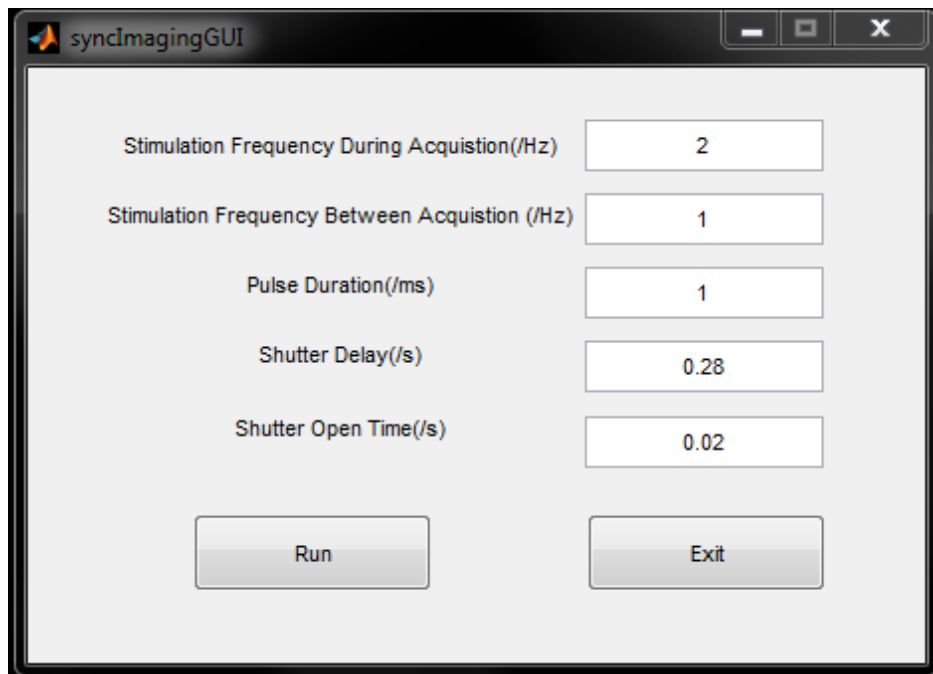 syncImagingGUI
Stimulation Frequency During Acquistion(/Hz) 2
Stimulation Frequency Between Acquistion (/Hz) 1
Pulse Duration(/ms) 1
Shutter Delay(/s) 0.28
Shutter Open Time(/s) 0.02
Run Exit